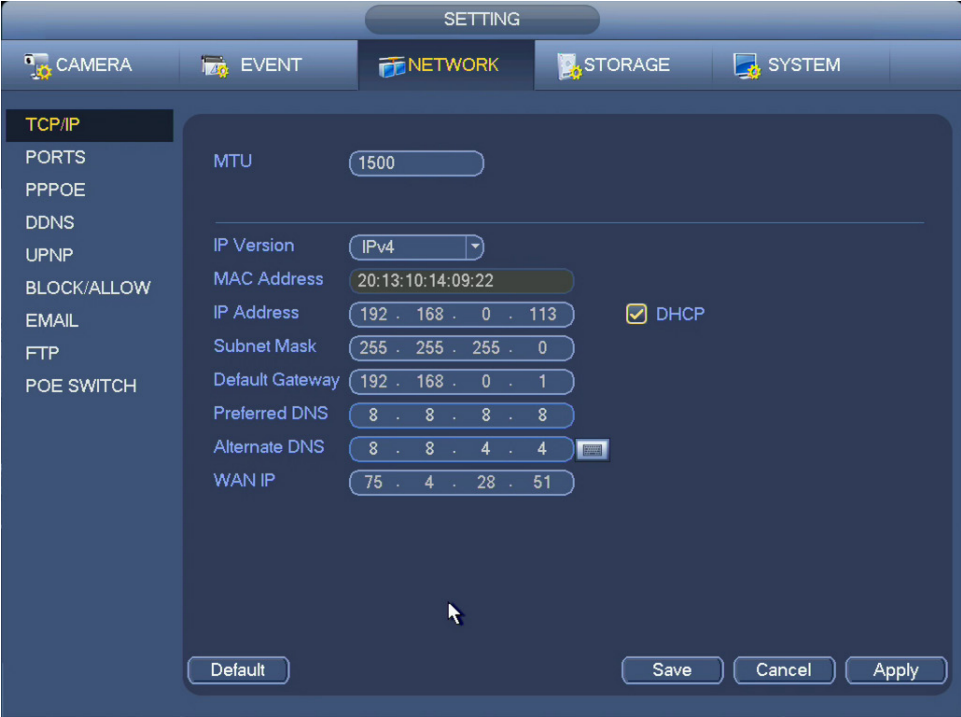 SETTING
CAMERA EVENT NETWORK STORAGE SYSTEM
TCP/IP
PORTS
PPPOE
DDNS
UPNP
BLOCK/ALLOW
EMAIL
FTP
POE SWITCH
MTU 1500
IP Version IPv4
MAC Address 20:13:10:14:09:22
IP Address 192 . 168 . 0 . 113 DHCP
Subnet Mask 255 . 255 . 255 . 0
Default Gateway 192 . 168 . 0 . 1
Preferred DNS 8 . 8 . 8 . 8
Alternate DNS 8 . 8 . 4 . 4
WAN IP 75 . 4 . 28 . 51
Default Save Cancel Apply